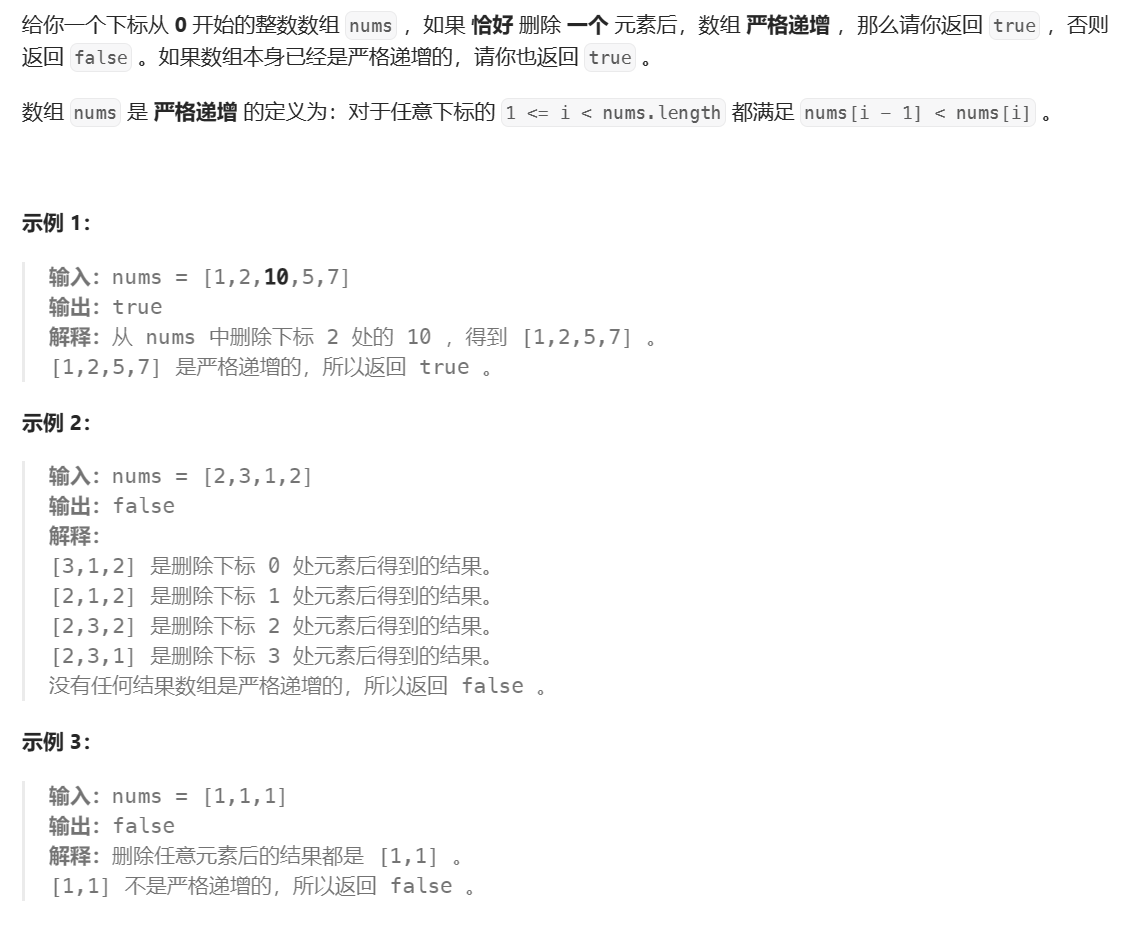 给你一个下标从 0 开始的整数数组 nums ，如果 恰好 删除 一个 元素后，数组 严格递增 ，那么请你返回 true ，否则
返回 false 。如果数组本身已经是严格递增的，请你也返回 true 。
数组 nums 是 严格递增 的定义为：对于任意下标的 1 <= i < nums.length 都满足 nums[i - 1] < nums[i] 。
示例 1：
输入：nums = [1,2,10,5,7]
输出：true
解释：从 nums 中删除下标 2 处的 10 ，得到 [1,2,5,7] 。
[1,2,5,7] 是严格递增的，所以返回 true 。
示例 2：
输入：nums = [2,3,1,2]
输出：false
解释：
[3,1,2] 是删除下标 0 处元素后得到的结果。
[2,1,2] 是删除下标 1 处元素后得到的结果。
[2,3,2] 是删除下标 2 处元素后得到的结果。
[2,3,1] 是删除下标 3 处元素后得到的结果。
没有任何结果数组是严格递增的，所以返回 false 。
示例 3：
输入：nums = [1,1,1]
输出：false
解释：删除任意元素后的结果都是 [1,1] 。
[1,1] 不是严格递增的，所以返回 false 。